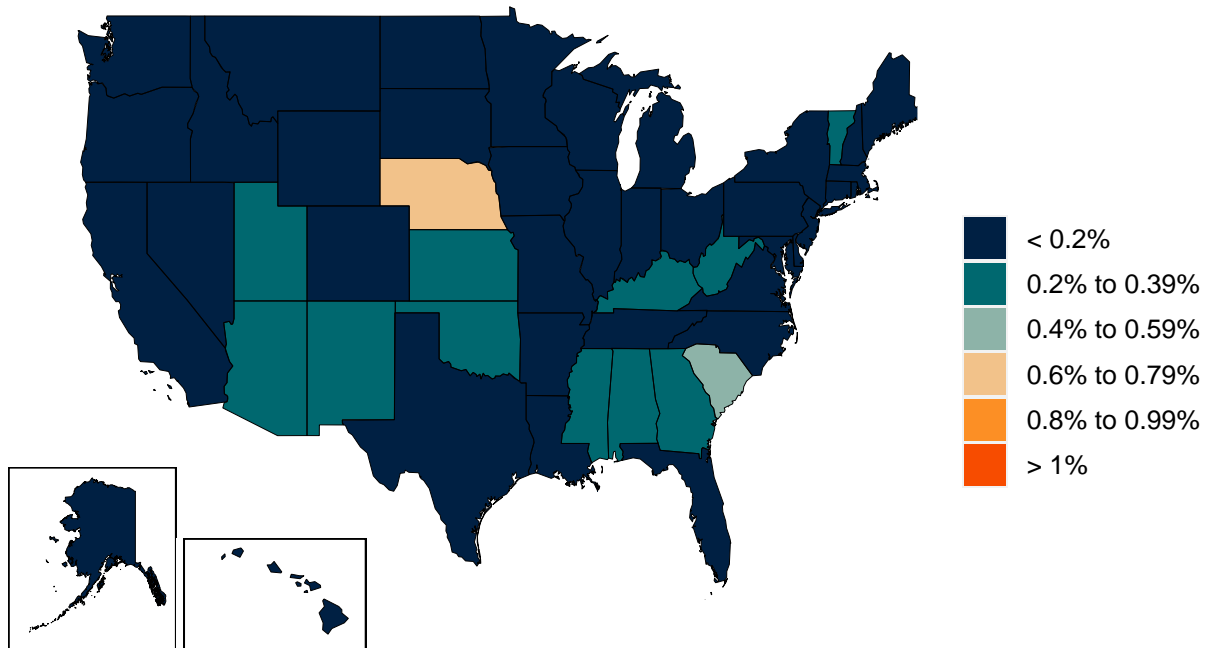 < 0.2%
0.2% to 0.39%
0.4% to 0.59%
0.6% to 0.79%
0.8% to 0.99%
> 1%